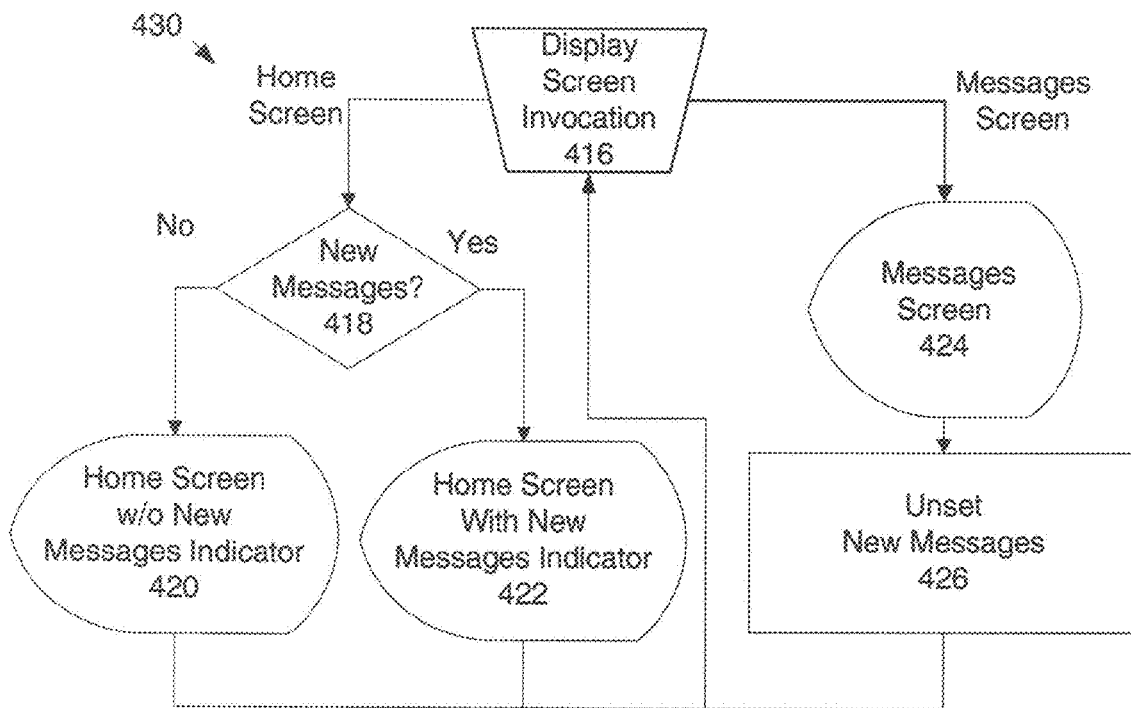 430
Home
Screen
Display
Screen
Invocation
416
Messages
Screen
No
Yes
New
Messages?
418
Messages
Screen
424
Home Screen
w/o New
Messages Indicator
420
Home Screen
With New
Messages Indicator
422
Unset
New Messages
426